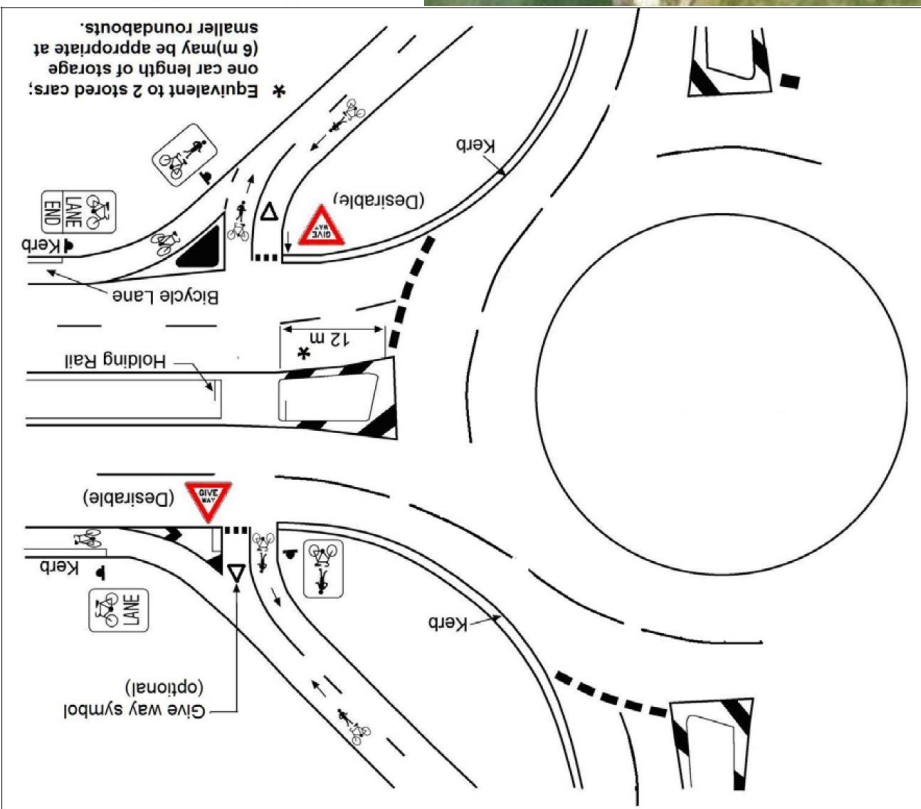 Give way symbol
(optional)
Kerb
LANE
Kerb
GIVE
WAY
(Desirable)
Holding Rail
12 m
*
Bicycle Lane
Kerb
LANE
END
(Desirable)
GIVE
WAY
Kerb
* Equivalent to 2 stored cars;
one car length of storage
(6 m)may be appropriate at
smaller roundabouts.